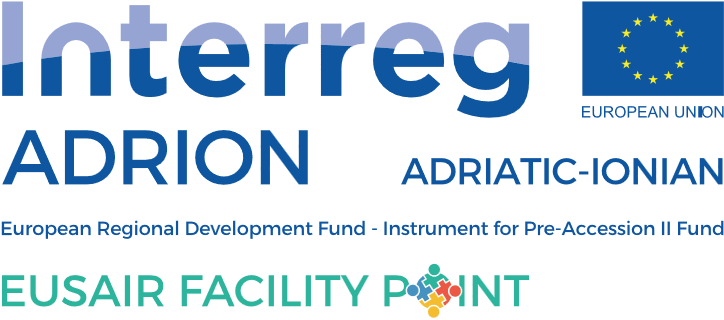 Interreg
EUROPEAN UNION
ADRION
ADRIATIC-IONIAN
European Regional Development Fund - Instrument for Pre-Accession II Fund
EUSAIR FACILITY POINT